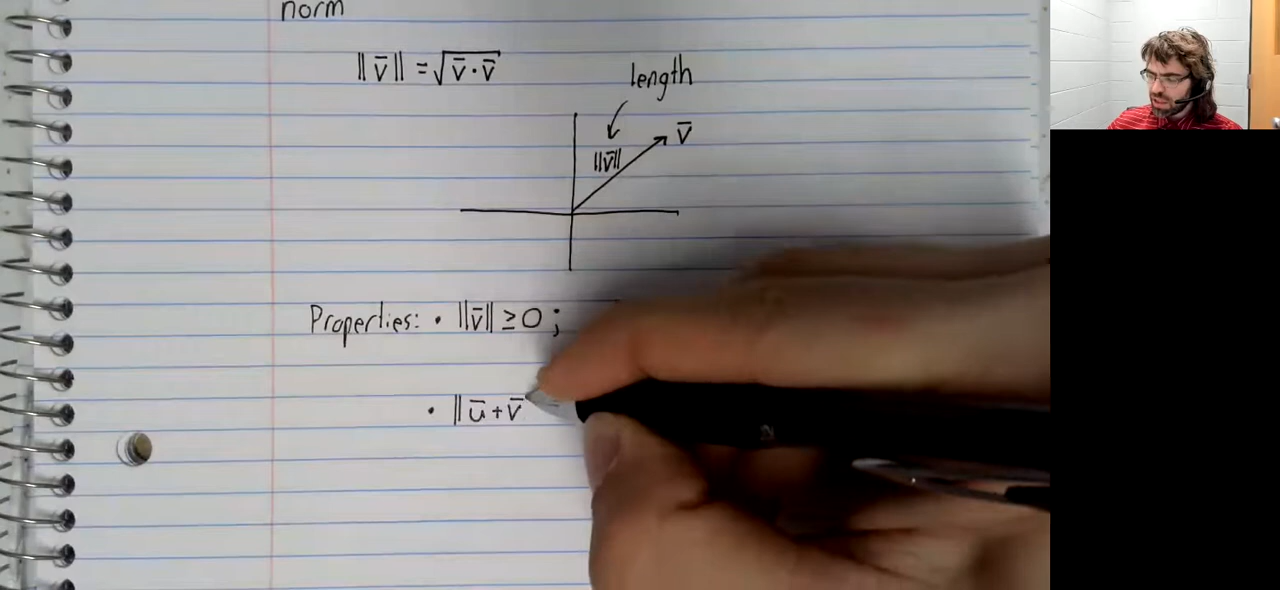 norm
‖v̄‖ = √v̄·v̄
length
v̄
‖v̄‖
Properties: • ‖v̄‖ ≥ 0 ;
• ‖ū + v̄